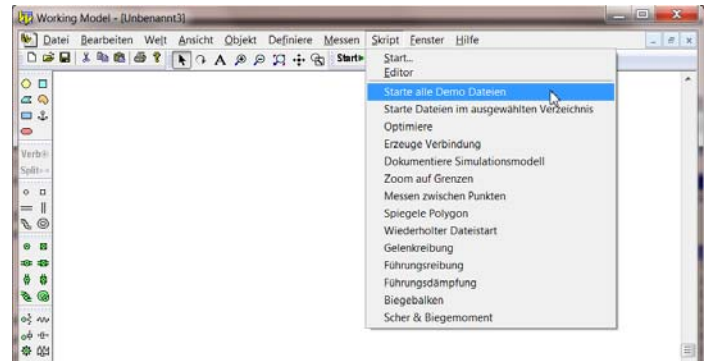 Working Model - [Unbenannt3]
Datei Bearbeiten Welt Ansicht Objekt Definiere Messen Skript Fenster Hilfe
A Start▶
Start...
Editor
Starte alle Demo Dateien
Starte Dateien im ausgewählten Verzeichnis
Optimiere
Erzeuge Verbindung
Dokumentiere Simulationsmodell
Zoom auf Grenzen
Messen zwischen Punkten
Spiegele Polygon
Wiederholter Dateistart
Gelenkreibung
Führungsreibung
Führungsdämpfung
Biegebalken
Scher & Biegemoment
Verb
Split